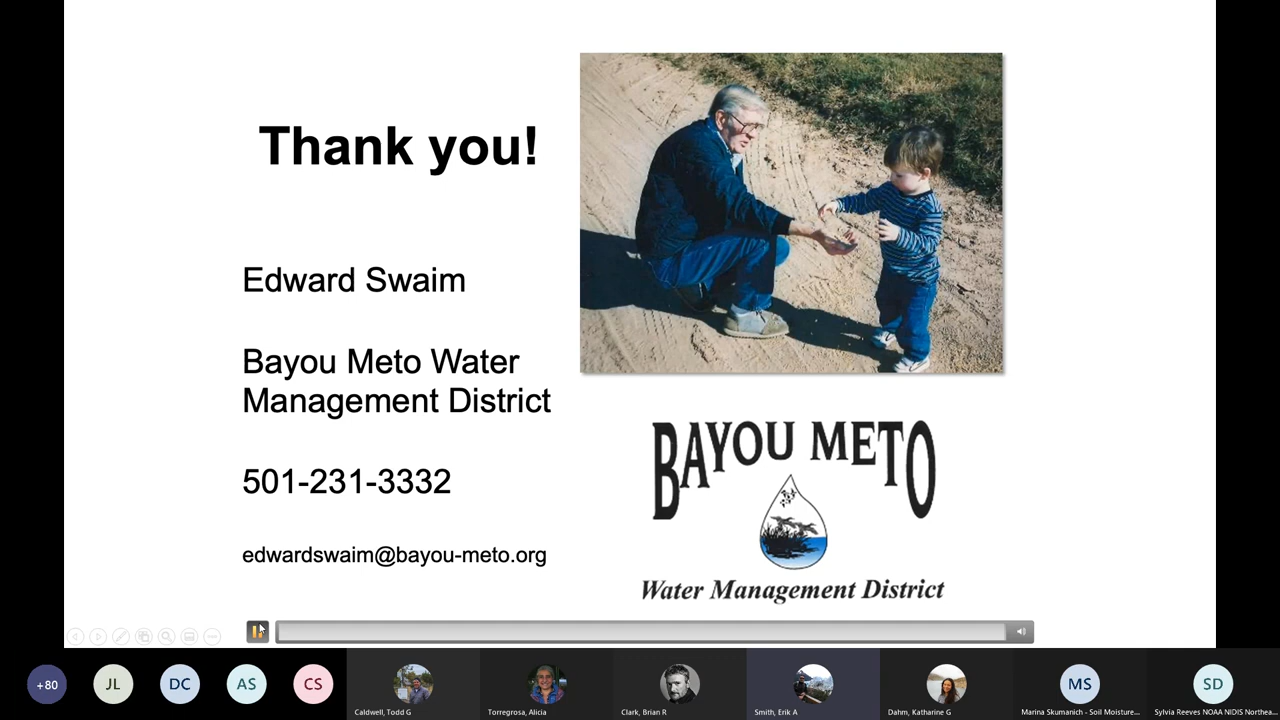 Thank you!
Edward Swaim
Bayou Meto Water
Management District
501-231-3332
edwardswaim@bayou-meto.org
BAYOU METO
Water Management District
+80
JL
DC
AS
CS
Caldwell, Todd G
Torregrosa, Alicia
Clark, Brian R
Smith, Erik A
Dahm, Katharine G
MS
Marina Skumanich - Soil Moisture...
SD
Sylvia Reeves NOAA NIDIS Northea...